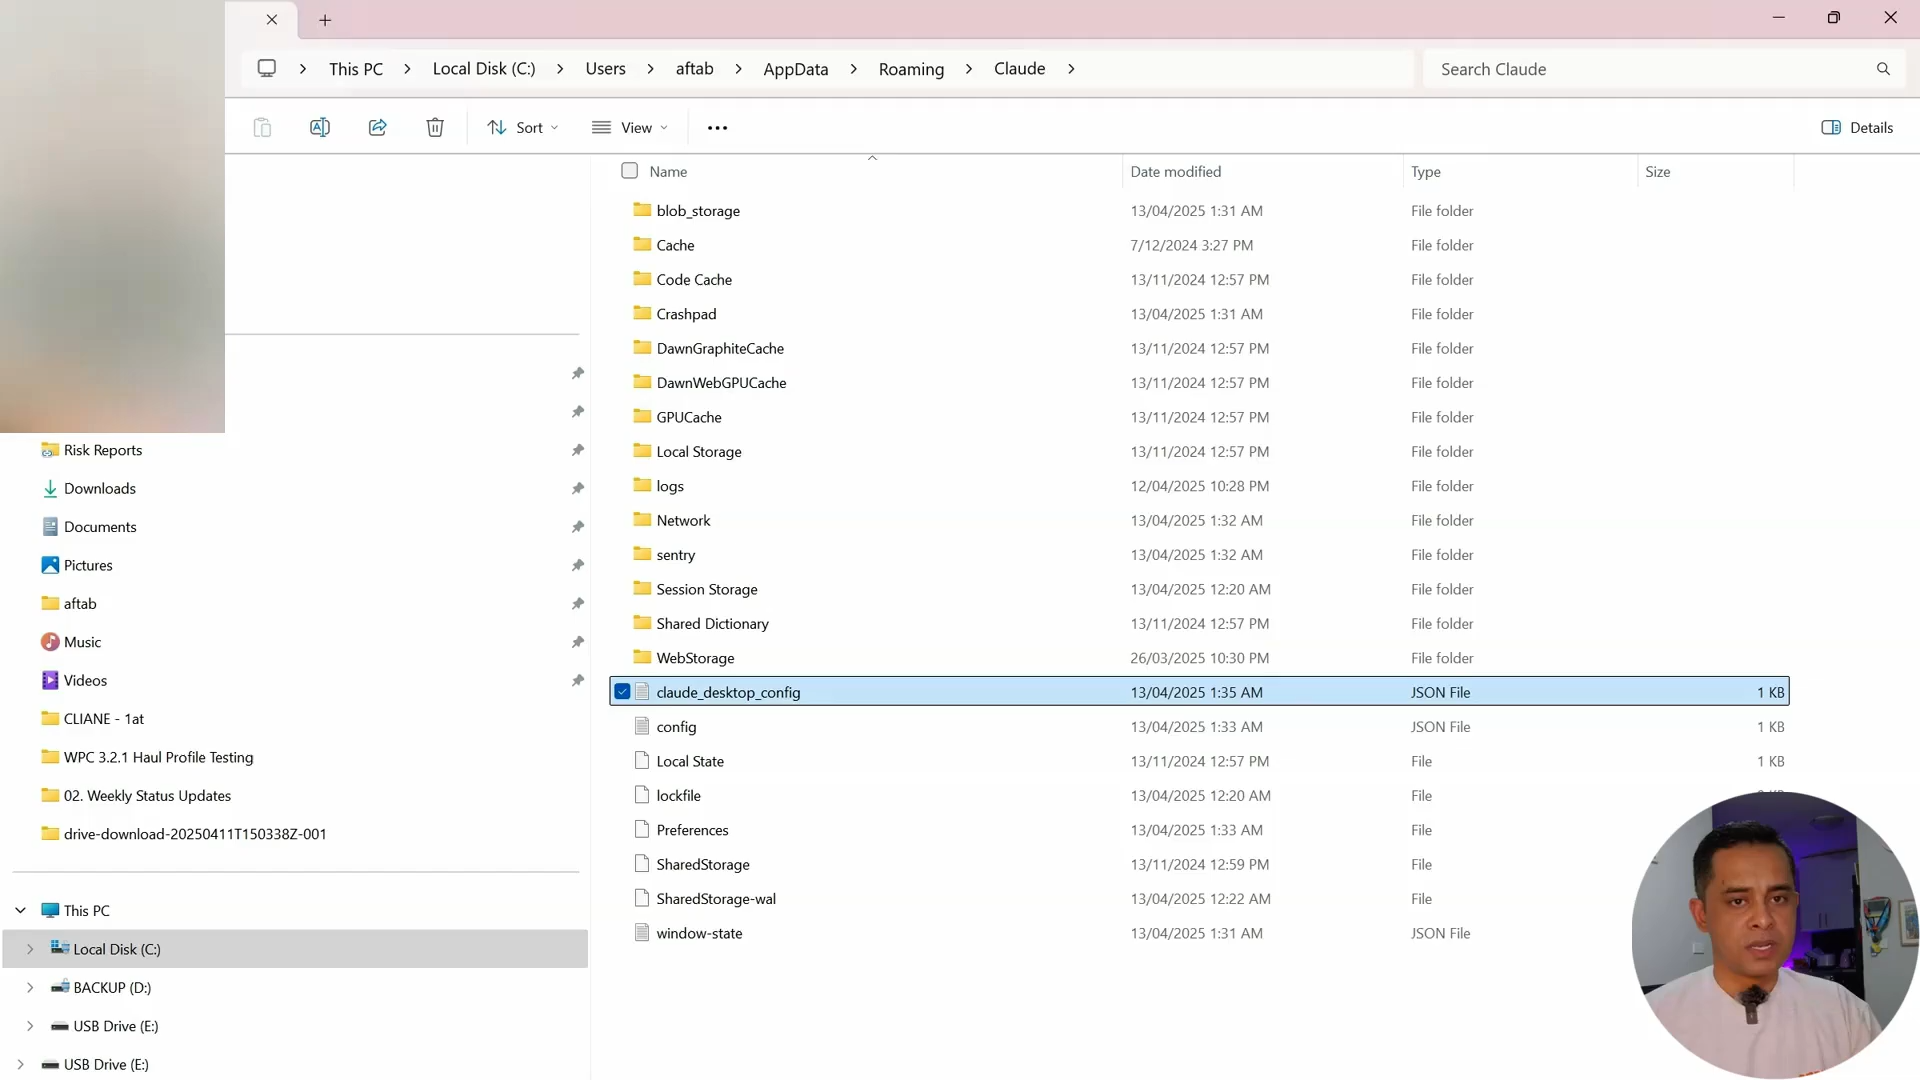 This PC > Local Disk (C:) > Users > aftab > AppData > Roaming > Claude >
Search Claude
Sort
View
Details
Name Date modified Type Size
blob_storage 13/04/2025 1:31 AM File folder
Cache 7/12/2024 3:27 PM File folder
Code Cache 13/11/2024 12:57 PM File folder
Crashpad 13/04/2025 1:31 AM File folder
DawnGraphiteCache 13/11/2024 12:57 PM File folder
DawnWebGPUCache 13/11/2024 12:57 PM File folder
GPUCache 13/11/2024 12:57 PM File folder
Local Storage 13/11/2024 12:57 PM File folder
logs 12/04/2025 10:28 PM File folder
Network 13/04/2025 1:32 AM File folder
sentry 13/04/2025 1:32 AM File folder
Session Storage 13/04/2025 12:20 AM File folder
Shared Dictionary 13/11/2024 12:57 PM File folder
WebStorage 26/03/2025 10:30 PM File folder
claude_desktop_config 13/04/2025 1:35 AM JSON File 1 KB
config 13/04/2025 1:33 AM JSON File 1 KB
Local State 13/11/2024 12:57 PM File 1 KB
lockfile 13/04/2025 12:20 AM File
Preferences 13/04/2025 1:33 AM File
SharedStorage 13/11/2024 12:59 PM File
SharedStorage-wal 13/04/2025 12:22 AM File
window-state 13/04/2025 1:31 AM JSON File
Risk Reports
Downloads
Documents
Pictures
aftab
Music
Videos
CLIANE - 1at
WPC 3.2.1 Haul Profile Testing
02. Weekly Status Updates
drive-download-20250411T150338Z-001
This PC
Local Disk (C:)
BACKUP (D:)
USB Drive (E:)
USB Drive (E:)